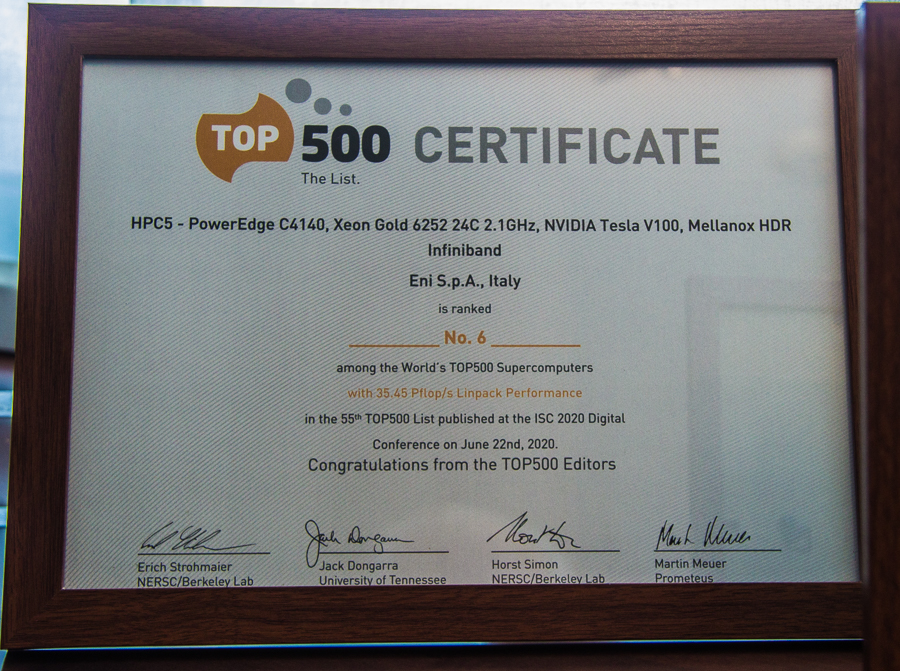 TOP 500 CERTIFICATE
The List.
HPC5 - PowerEdge C4140, Xeon Gold 6252 24C 2.1GHz, NVIDIA Tesla V100, Mellanox HDR
Infiniband
Eni S.p.A., Italy
is ranked
No. 6
among the World's TOP500 Supercomputers
with 35.45 Pflop/s Linpack Performance
in the 55th TOP500 List published at the ISC 2020 Digital
Conference on June 22nd, 2020.
Congratulations from the TOP500 Editors
Erich Strohmaier
NERSC/Berkeley Lab
Jack Dongarra
University of Tennessee
Horst Simon
NERSC/Berkeley Lab
Martin Meuer
Prometeus